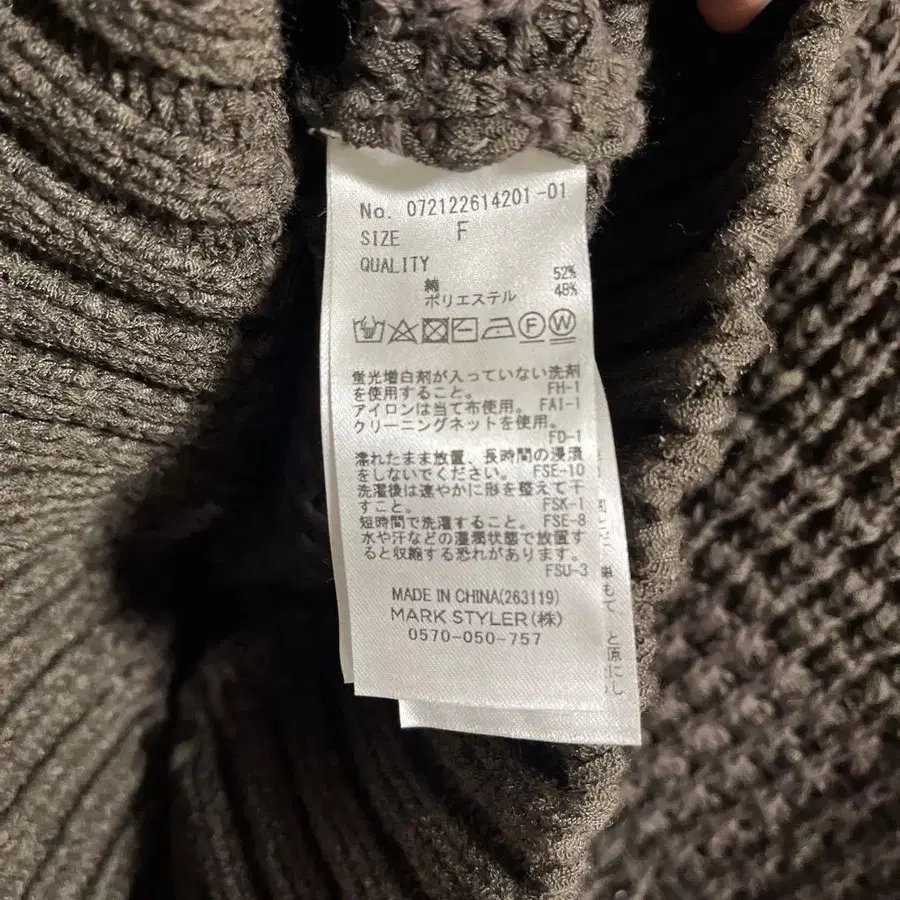 No. 072122614201-01
SIZE F
QUALITY
綿 52%
ポリエステル 48%
F W
蛍光増白剤が入っていない洗剤
を使用すること。 FH-1
アイロンは当て布使用。 FAI-1
クリーニングネットを使用。
FD-1
濡れたまま放置、長時間の浸漬
をしないでください。 FSE-10
洗濯後は速やかに形を整えて干
すこと。 FSK-1
短時間で洗濯すること。 FSE-8
水や汗などの湿潤状態で放置す
ると収縮する恐れがあります。
FSU-3
MADE IN CHINA(263119)
MARK STYLER(株)
0570-050-757